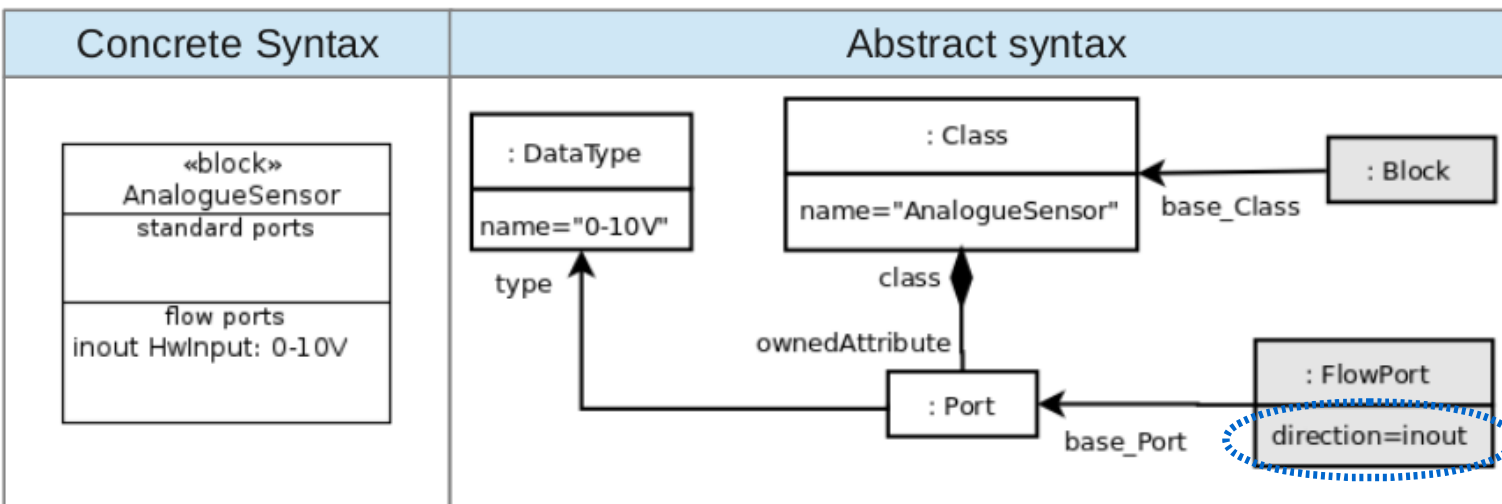 Concrete Syntax
Abstract syntax
«block»
AnalogueSensor
standard ports
flow ports
inout HwInput: 0-10V
: DataType
name="0-10V"
type
: Class
name="AnalogueSensor"
base_Class
: Block
class
ownedAttribute
: Port
base_Port
: FlowPort
direction=inout